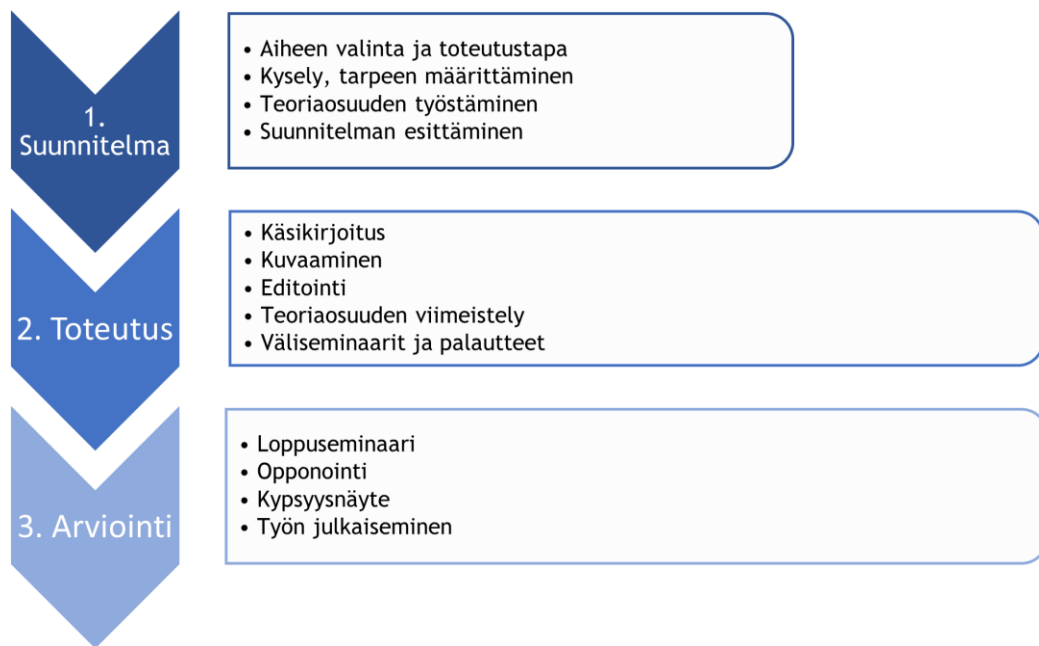 1.
Suunnitelma
• Aiheen valinta ja toteutustapa
• Kysely, tarpeen määrittäminen
• Teoriaosuuden työstäminen
• Suunnitelman esittäminen
2. Toteutus
• Käsikirjoitus
• Kuvaaminen
• Editointi
• Teoriaosuuden viimeistely
• Väliseminaarit ja palautteet
3. Arviointi
• Loppuseminaari
• Opponointi
• Kypsyysnäyte
• Työn julkaiseminen